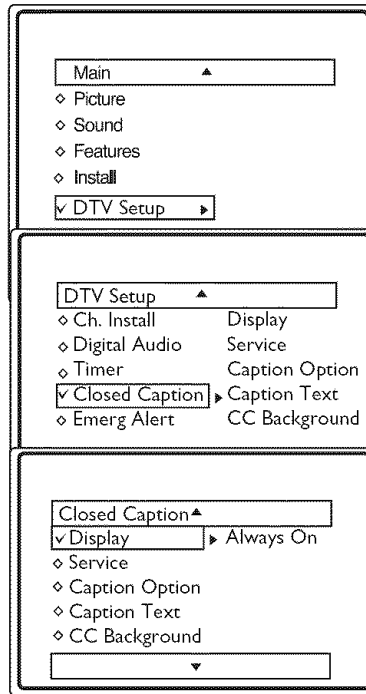 Main
Picture
Sound
Features
Install
DTV Setup
DTV Setup
Ch. Install Display
Digital Audio Service
Timer Caption Option
Closed Caption Caption Text
Emerg Alert CC Background
Closed Caption
Display Always On
Service
Caption Option
Caption Text
CC Background